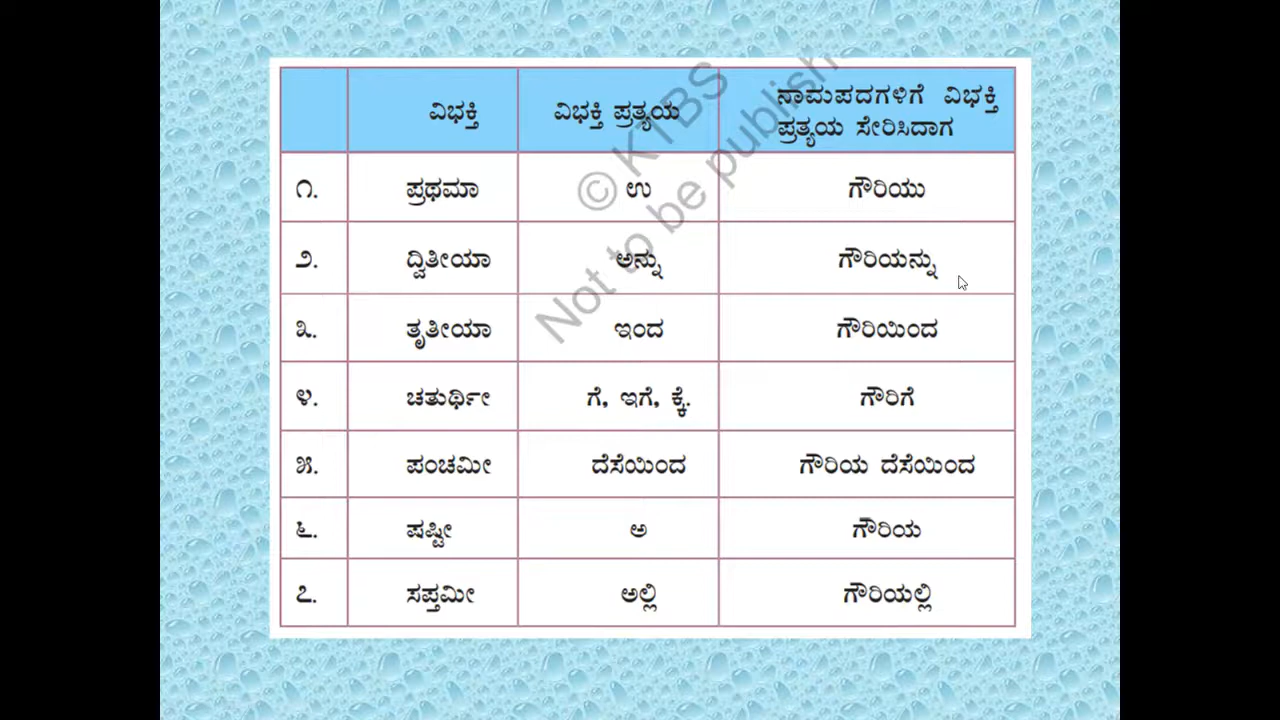 ವಿಭಕ್ತಿ ವಿಭಕ್ತಿ ಪ್ರತ್ಯಯ ನಾಮಪದಗಳಿಗೆ ವಿಭಕ್ತಿ
ಪ್ರತ್ಯಯ ಸೇರಿಸಿದಾಗ
೧. ಪ್ರಥಮಾ ಉ ಗೌರಿಯು
೨. ದ್ವಿತೀಯಾ ಅನ್ನು ಗೌರಿಯನ್ನು
೩. ತೃತೀಯಾ ಇಂದ ಗೌರಿಯಿಂದ
೪. ಚತುರ್ಥೀ ಗೆ, ಇಗೆ, ಕ್ಕೆ. ಗೌರಿಗೆ
೫. ಪಂಚಮೀ ದೆಸೆಯಿಂದ ಗೌರಿಯ ದೆಸೆಯಿಂದ
೬. ಷಷ್ಟೀ ಅ ಗೌರಿಯ
೭. ಸಪ್ತಮೀ ಅಲ್ಲಿ ಗೌರಿಯಲ್ಲಿ
© KTBS
Not to be publish